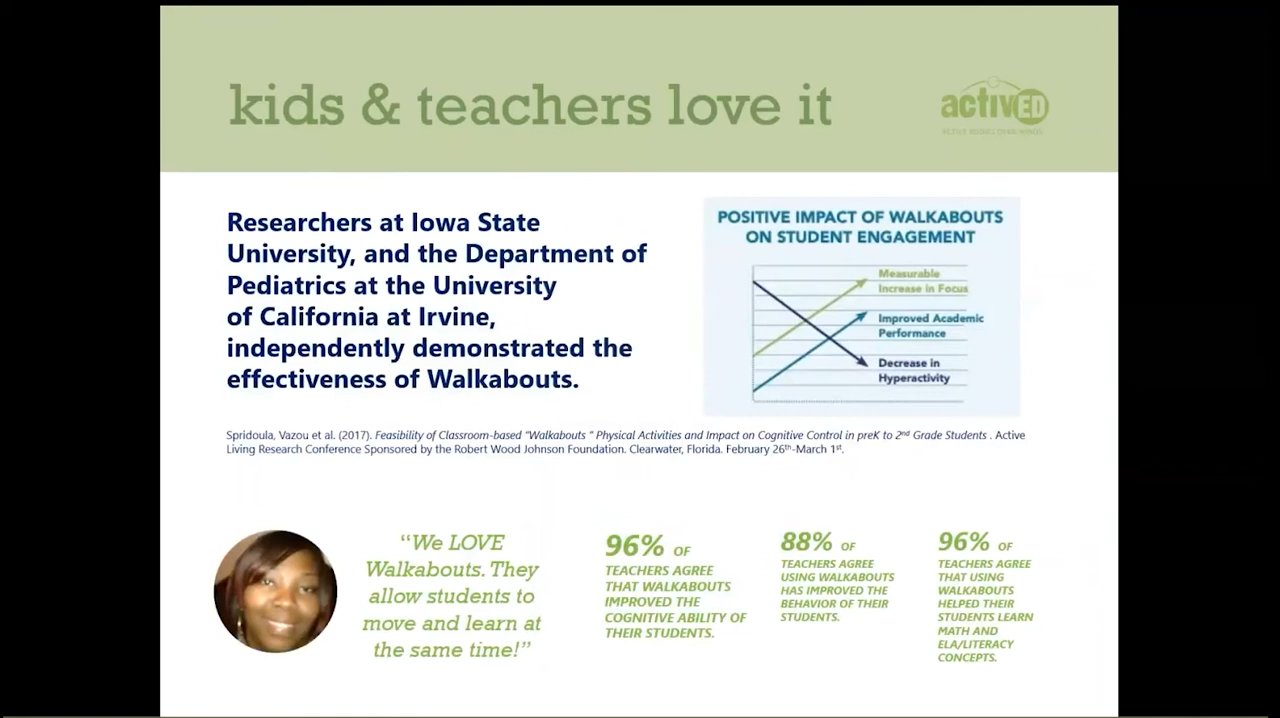 kids & teachers love it
activED
Researchers at Iowa State
University, and the Department of
Pediatrics at the University
of California at Irvine,
independently demonstrated the
effectiveness of Walkabouts.
POSITIVE IMPACT OF WALKABOUTS
ON STUDENT ENGAGEMENT
Measurable
Increase in Focus
Improved Academic
Performance
Decrease in
Hyperactivity
Spridoula, Vazou et al. (2017). Feasibility of Classroom-based “Walkabouts ” Physical Activities and Impact on Cognitive Control in preK to 2nd Grade Students . Active
Living Research Conference Sponsored by the Robert Wood Johnson Foundation. Clearwater, Florida. February 26th-March 1st.
“We LOVE
Walkabouts. They
allow students to
move and learn at
the same time!”
96% OF
TEACHERS AGREE
THAT WALKABOUTS
IMPROVED THE
COGNITIVE ABILITY OF
THEIR STUDENTS.
88% OF
TEACHERS AGREE
USING WALKABOUTS
HAS IMPROVED THE
BEHAVIOR OF THEIR
STUDENTS.
96% OF
TEACHERS AGREE
THAT USING
WALKABOUTS
HELPED THEIR
STUDENTS LEARN
MATH AND
ELA/LITERACY
CONCEPTS.